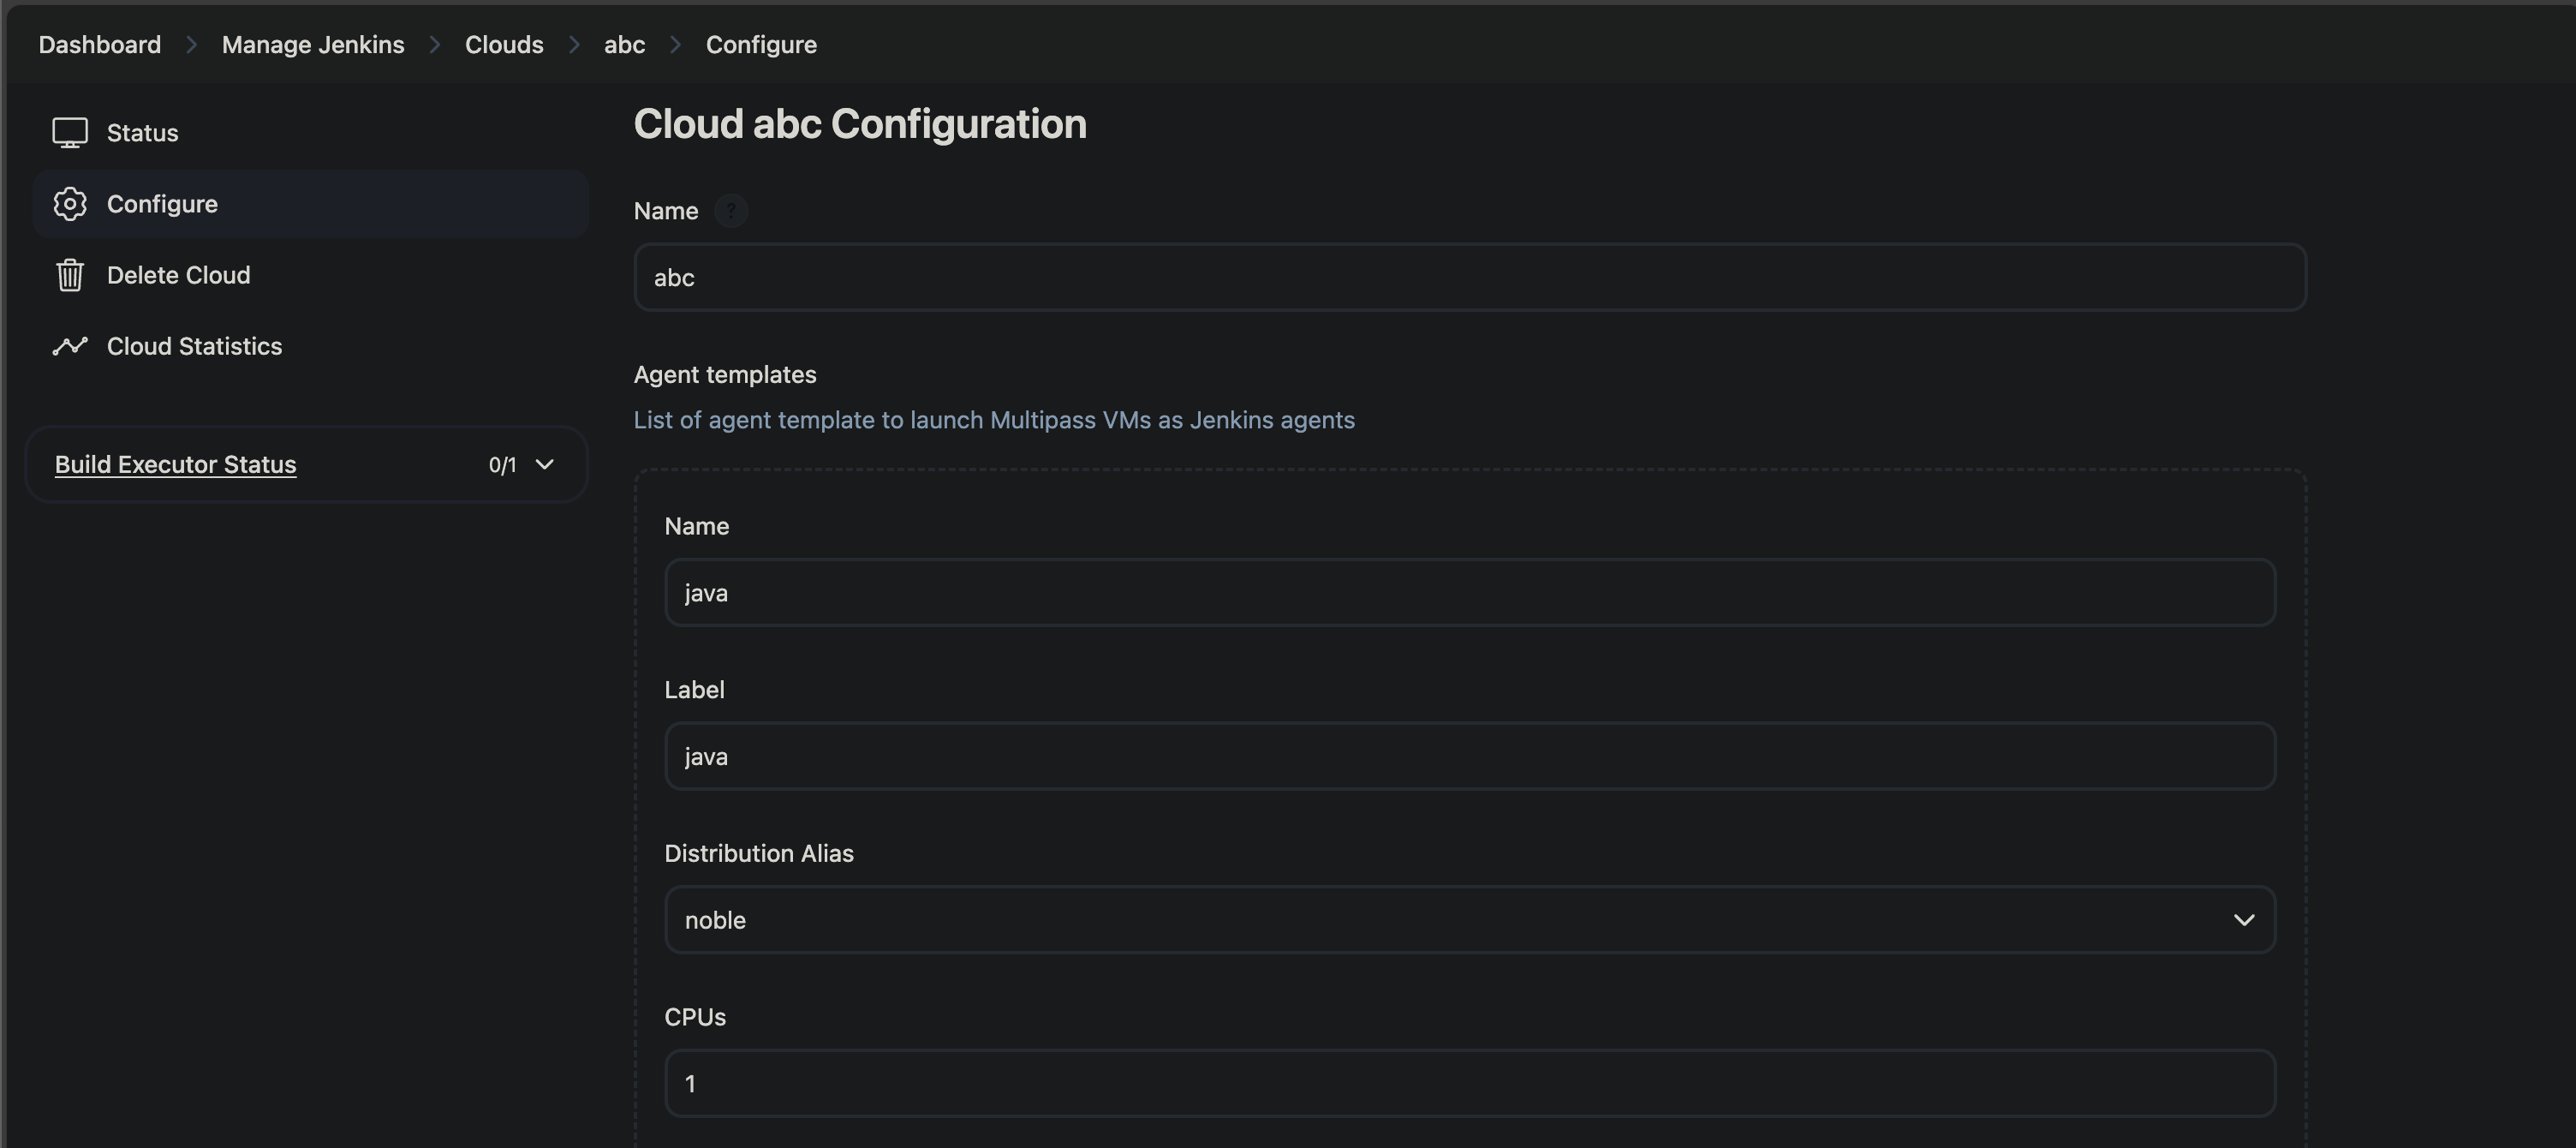 Dashboard > Manage Jenkins > Clouds > abc > Configure
Status
Configure
Delete Cloud
Cloud Statistics
Build Executor Status 0/1
Cloud abc Configuration
Name ?
abc
Agent templates
List of agent template to launch Multipass VMs as Jenkins agents
Name
java
Label
java
Distribution Alias
noble
CPUs
1